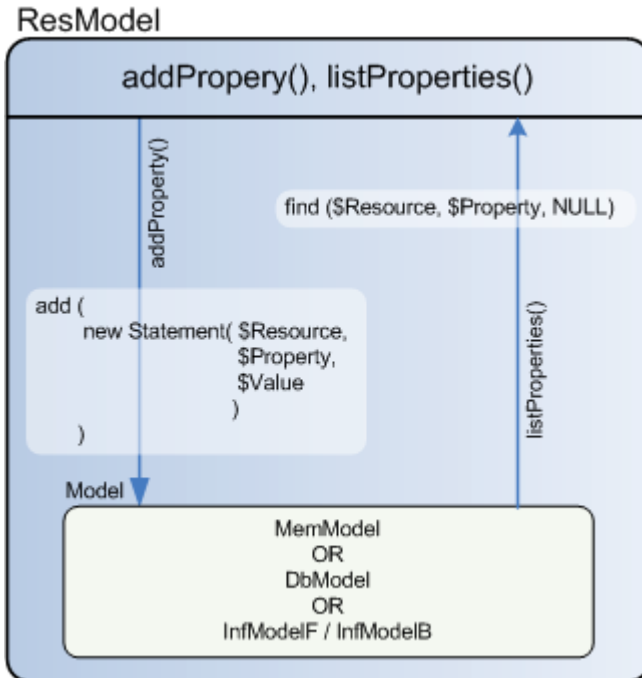 ResModel
addPropery(), listProperties()
addProperty()
find ($Resource, $Property, NULL)
add (
new Statement( $Resource,
$Property,
$Value
)
)
listProperties()
Model
MemModel
OR
DbModel
OR
InfModelF / InfModelB